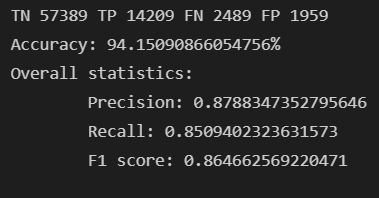 TN 57389 TP 14209 FN 2489 FP 1959
Accuracy: 94.15090866054756%
Overall statistics:
Precision: 0.8788347352795646
Recall: 0.8509402323631573
F1 score: 0.864662569220471